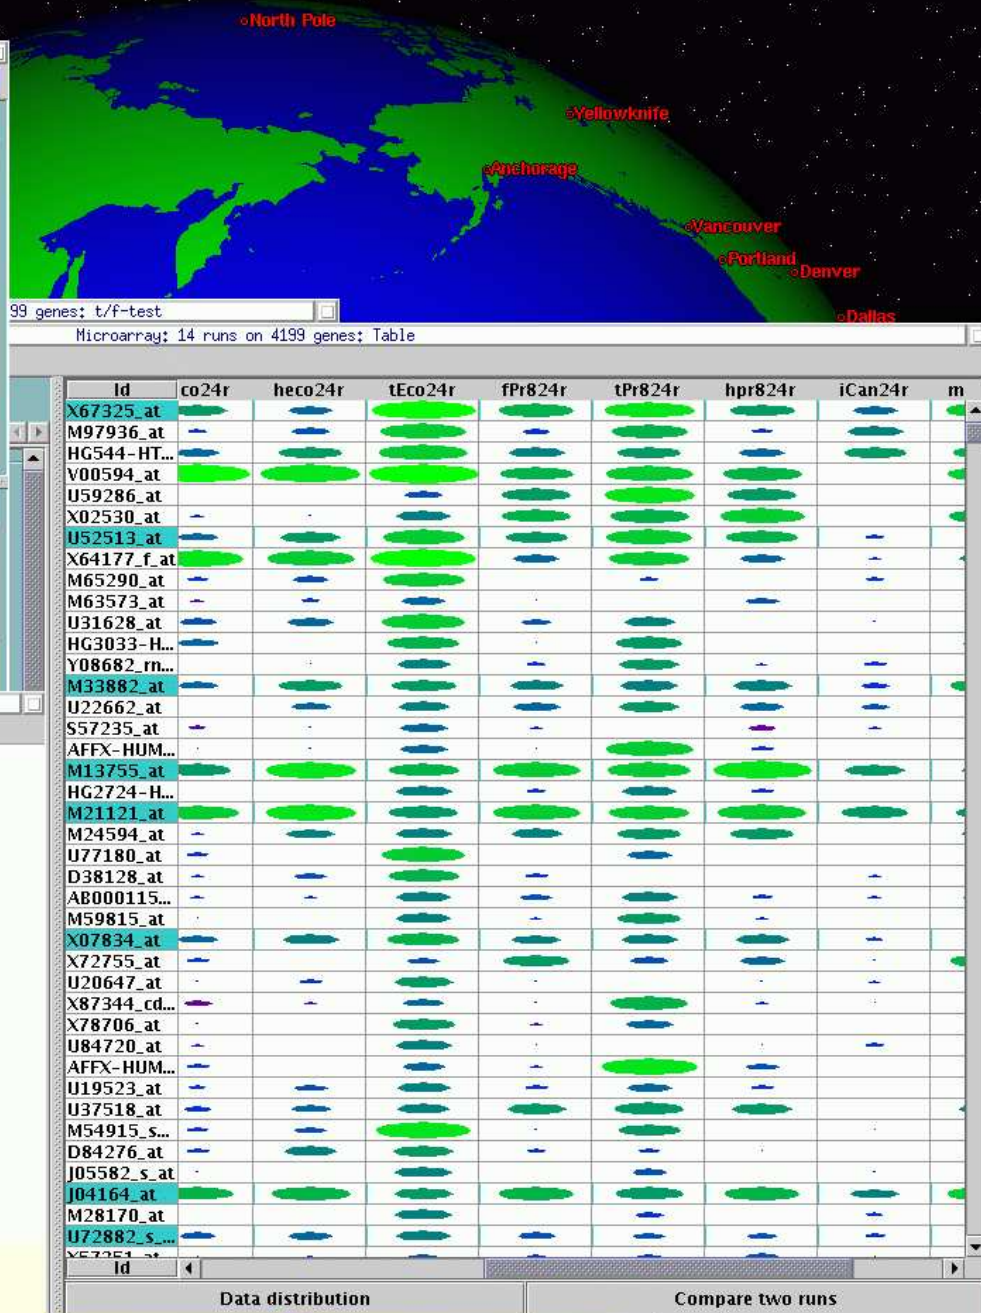 North Pole
Yellowknife
Anchorage
Vancouver
Portland
Denver
Dallas
99 genes: t/f-test
Microarray: 14 runs on 4199 genes: Table
Id co24r heco24r tEco24r fPr824r tPr824r hpr824r iCan24r m
X67325_at
M97936_at
HG544-HT...
V00594_at
U59286_at
X02530_at
U52513_at
X64177_f_at
M65290_at
M63573_at
U31628_at
HG3033-H...
Y08682_rn...
M33882_at
U22662_at
S57235_at
AFFX-HUM...
M13755_at
HG2724-H...
M21121_at
M24594_at
U77180_at
D38128_at
AB000115...
M59815_at
X07834_at
X72755_at
U20647_at
X87344_cd...
X78706_at
U84720_at
AFFX-HUM...
U19523_at
U37518_at
M54915_s...
D84276_at
J05582_s_at
J04164_at
M28170_at
U72882_s_...
Id
Data distribution Compare two runs